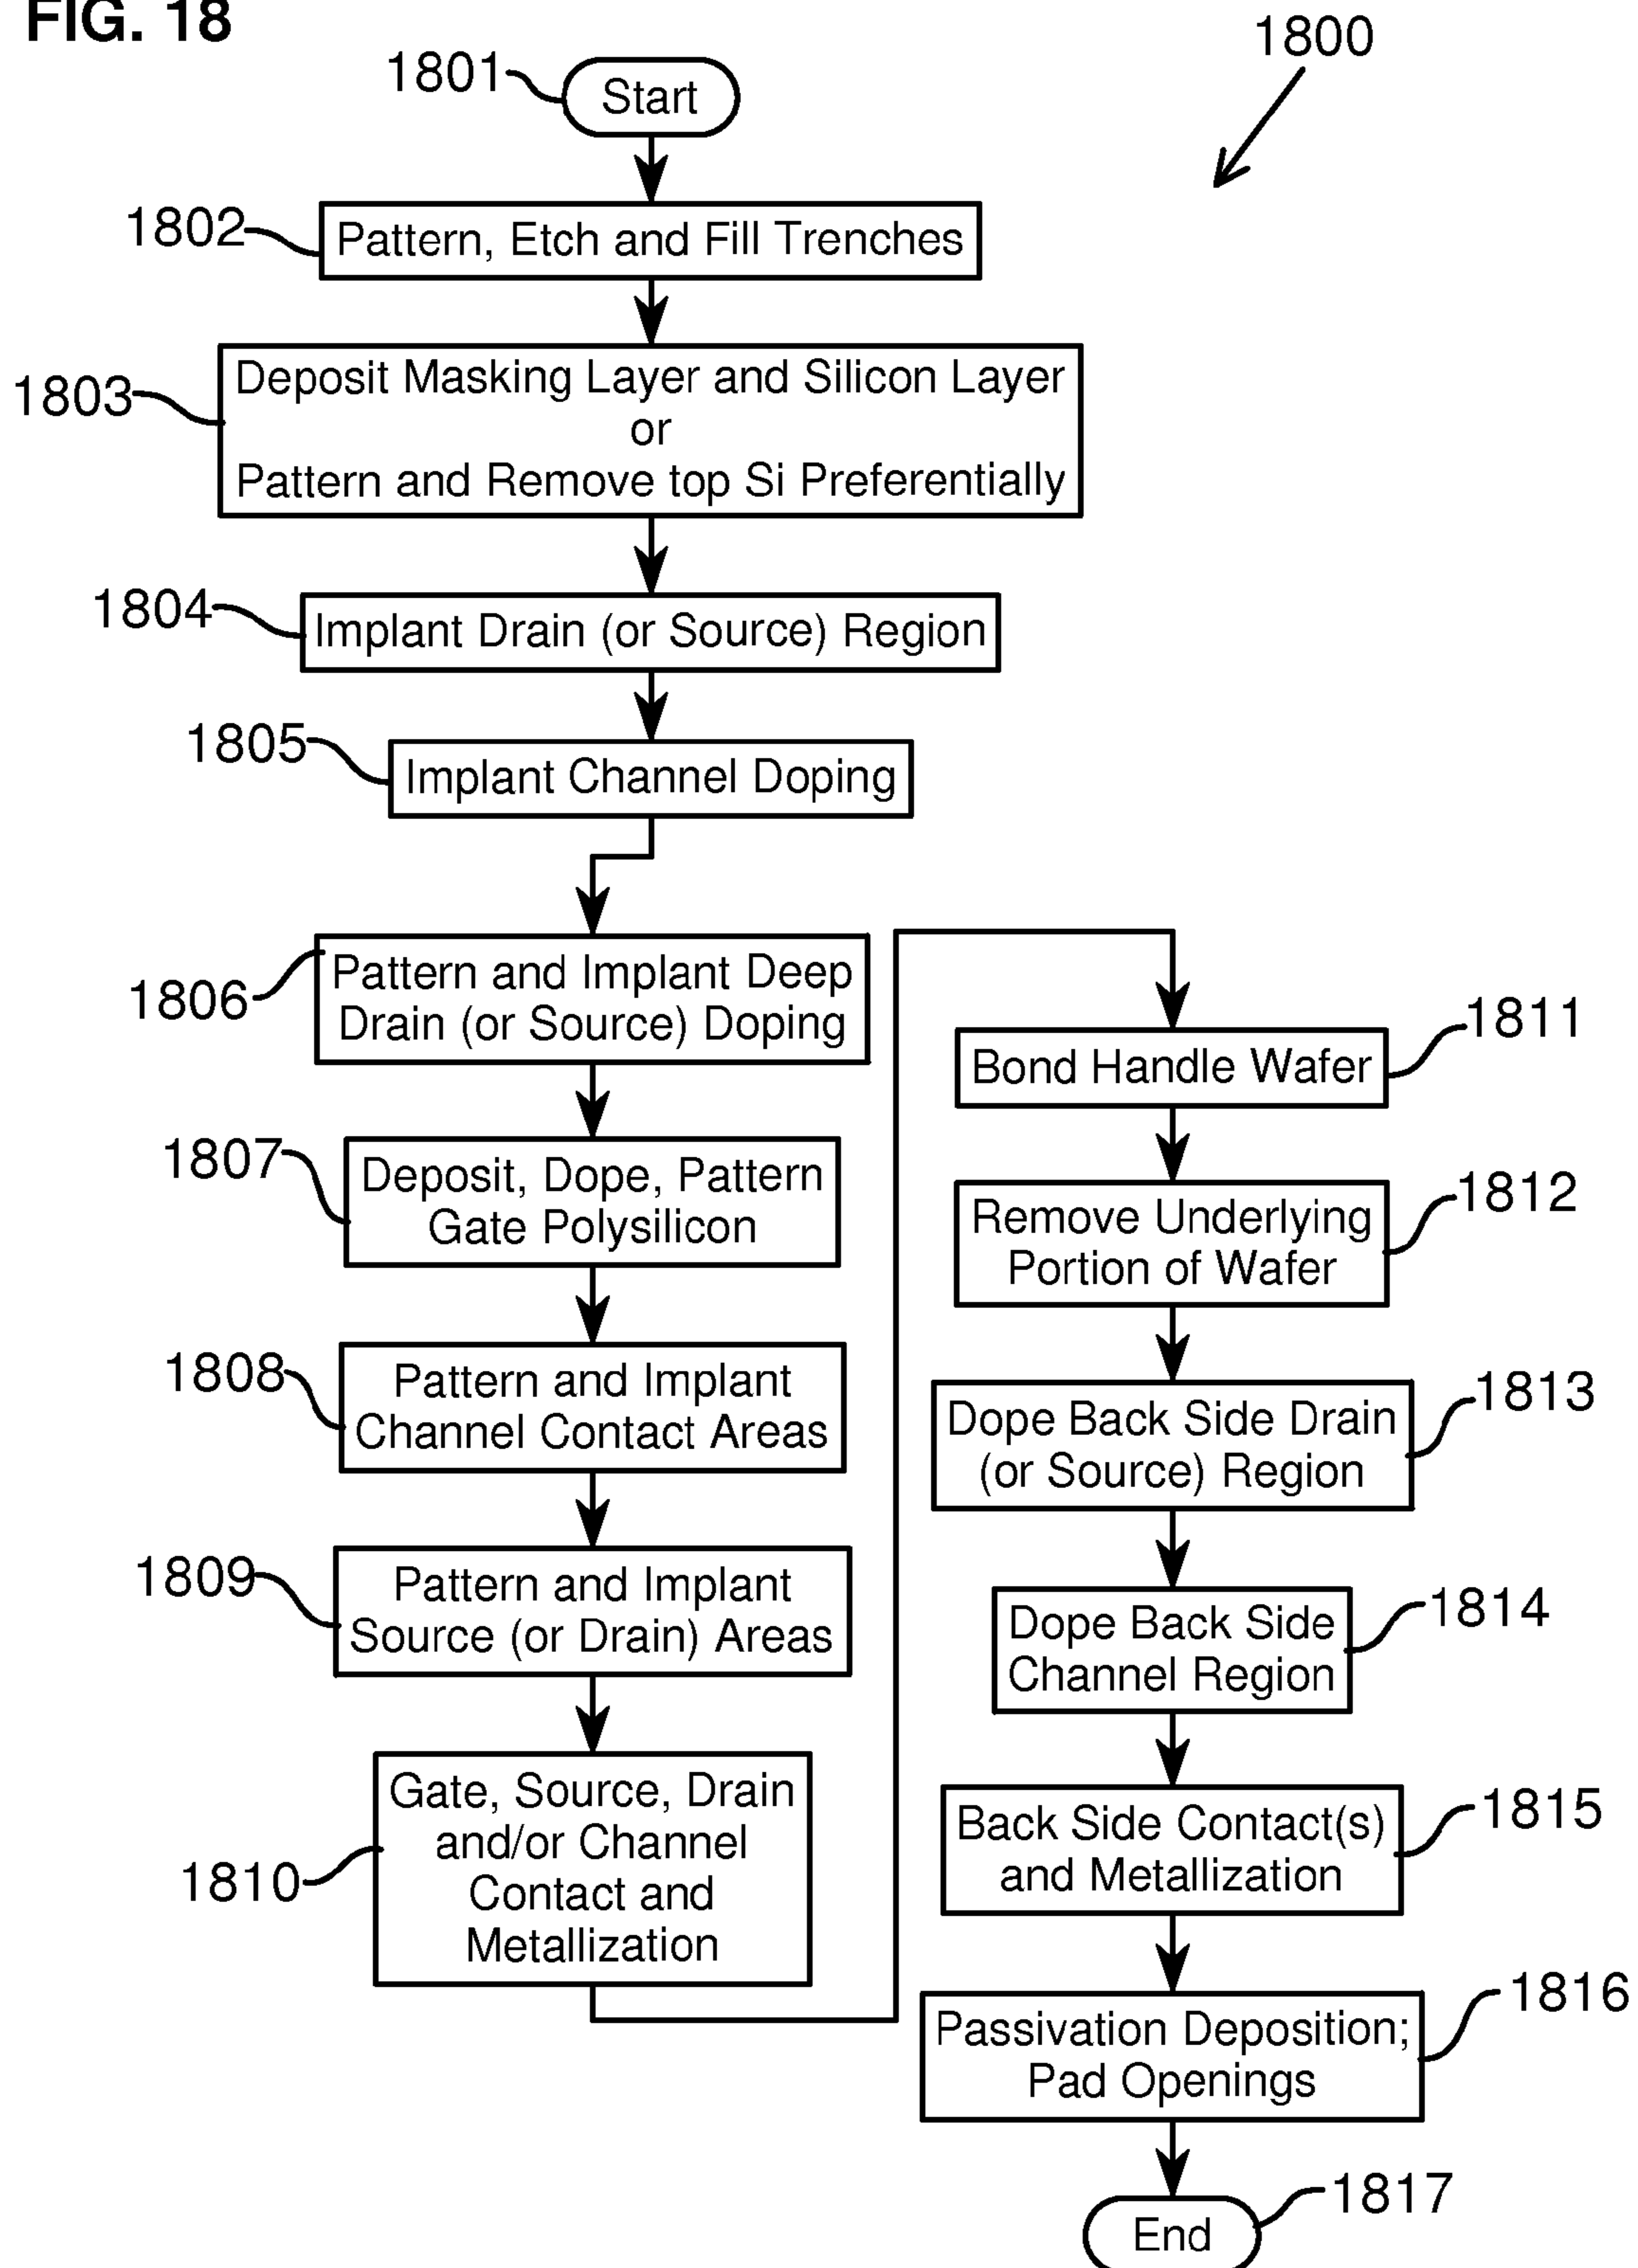 FIG. 18
1800
1801
Start
1802
Pattern, Etch and Fill Trenches
1803
Deposit Masking Layer and Silicon Layer
or
Pattern and Remove top Si Preferentially
1804
Implant Drain (or Source) Region
1805
Implant Channel Doping
1806
Pattern and Implant Deep
Drain (or Source) Doping
1807
Deposit, Dope, Pattern
Gate Polysilicon
1808
Pattern and Implant
Channel Contact Areas
1809
Pattern and Implant
Source (or Drain) Areas
1810
Gate, Source, Drain
and/or Channel
Contact and
Metallization
1811
Bond Handle Wafer
1812
Remove Underlying
Portion of Wafer
1813
Dope Back Side Drain
(or Source) Region
1814
Dope Back Side
Channel Region
1815
Back Side Contact(s)
and Metallization
1816
Passivation Deposition;
Pad Openings
1817
End